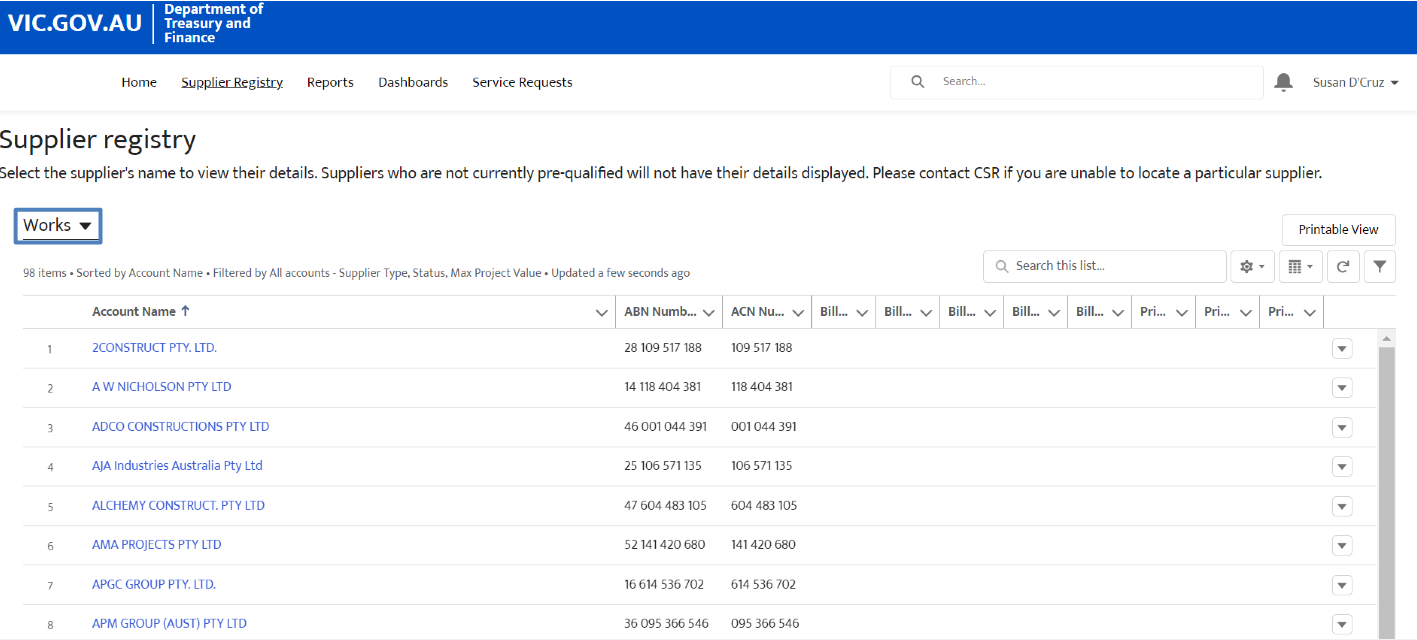 VIC.GOV.AU
Department of
Treasury and
Finance
Home Supplier Registry Reports Dashboards Service Requests Search... Susan D'Cruz
Supplier registry
Select the supplier's name to view their details. Suppliers who are not currently pre-qualified will not have their details displayed. Please contact CSR if you are unable to locate a particular supplier.
Works
Printable View
98 items • Sorted by Account Name • Filtered by All accounts - Supplier Type, Status, Max Project Value • Updated a few seconds ago
Search this list...
Account Name ↑ ABN Numb... ACN Nu... Bill... Bill... Bill... Bill... Bill... Pri... Pri... Pri...
1 2CONSTRUCT PTY. LTD. 28 109 517 188 109 517 188
2 A W NICHOLSON PTY LTD 14 118 404 381 118 404 381
3 ADCO CONSTRUCTIONS PTY LTD 46 001 044 391 001 044 391
4 AJA Industries Australia Pty Ltd 25 106 571 135 106 571 135
5 ALCHEMY CONSTRUCT. PTY LTD 47 604 483 105 604 483 105
6 AMA PROJECTS PTY LTD 52 141 420 680 141 420 680
7 APGC GROUP PTY. LTD. 16 614 536 702 614 536 702
8 APM GROUP (AUST) PTY LTD 36 095 366 546 095 366 546